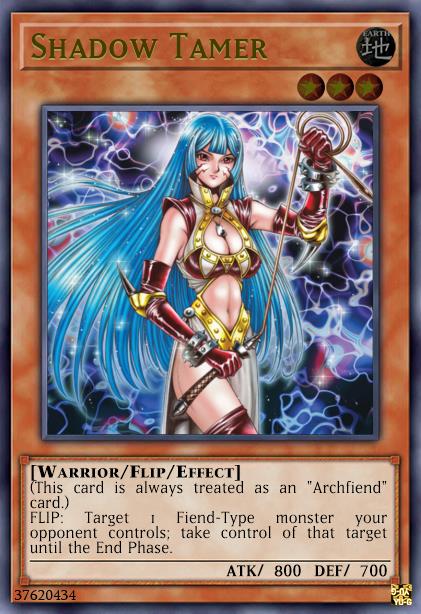 Shadow Tamer
EARTH
地
[Warrior/Flip/Effect]
(This card is always treated as an "Archfiend"
card.)
FLIP: Target 1 Fiend-Type monster your
opponent controls; take control of that target
until the End Phase.
ATK/ 800 DEF/ 700
37620434